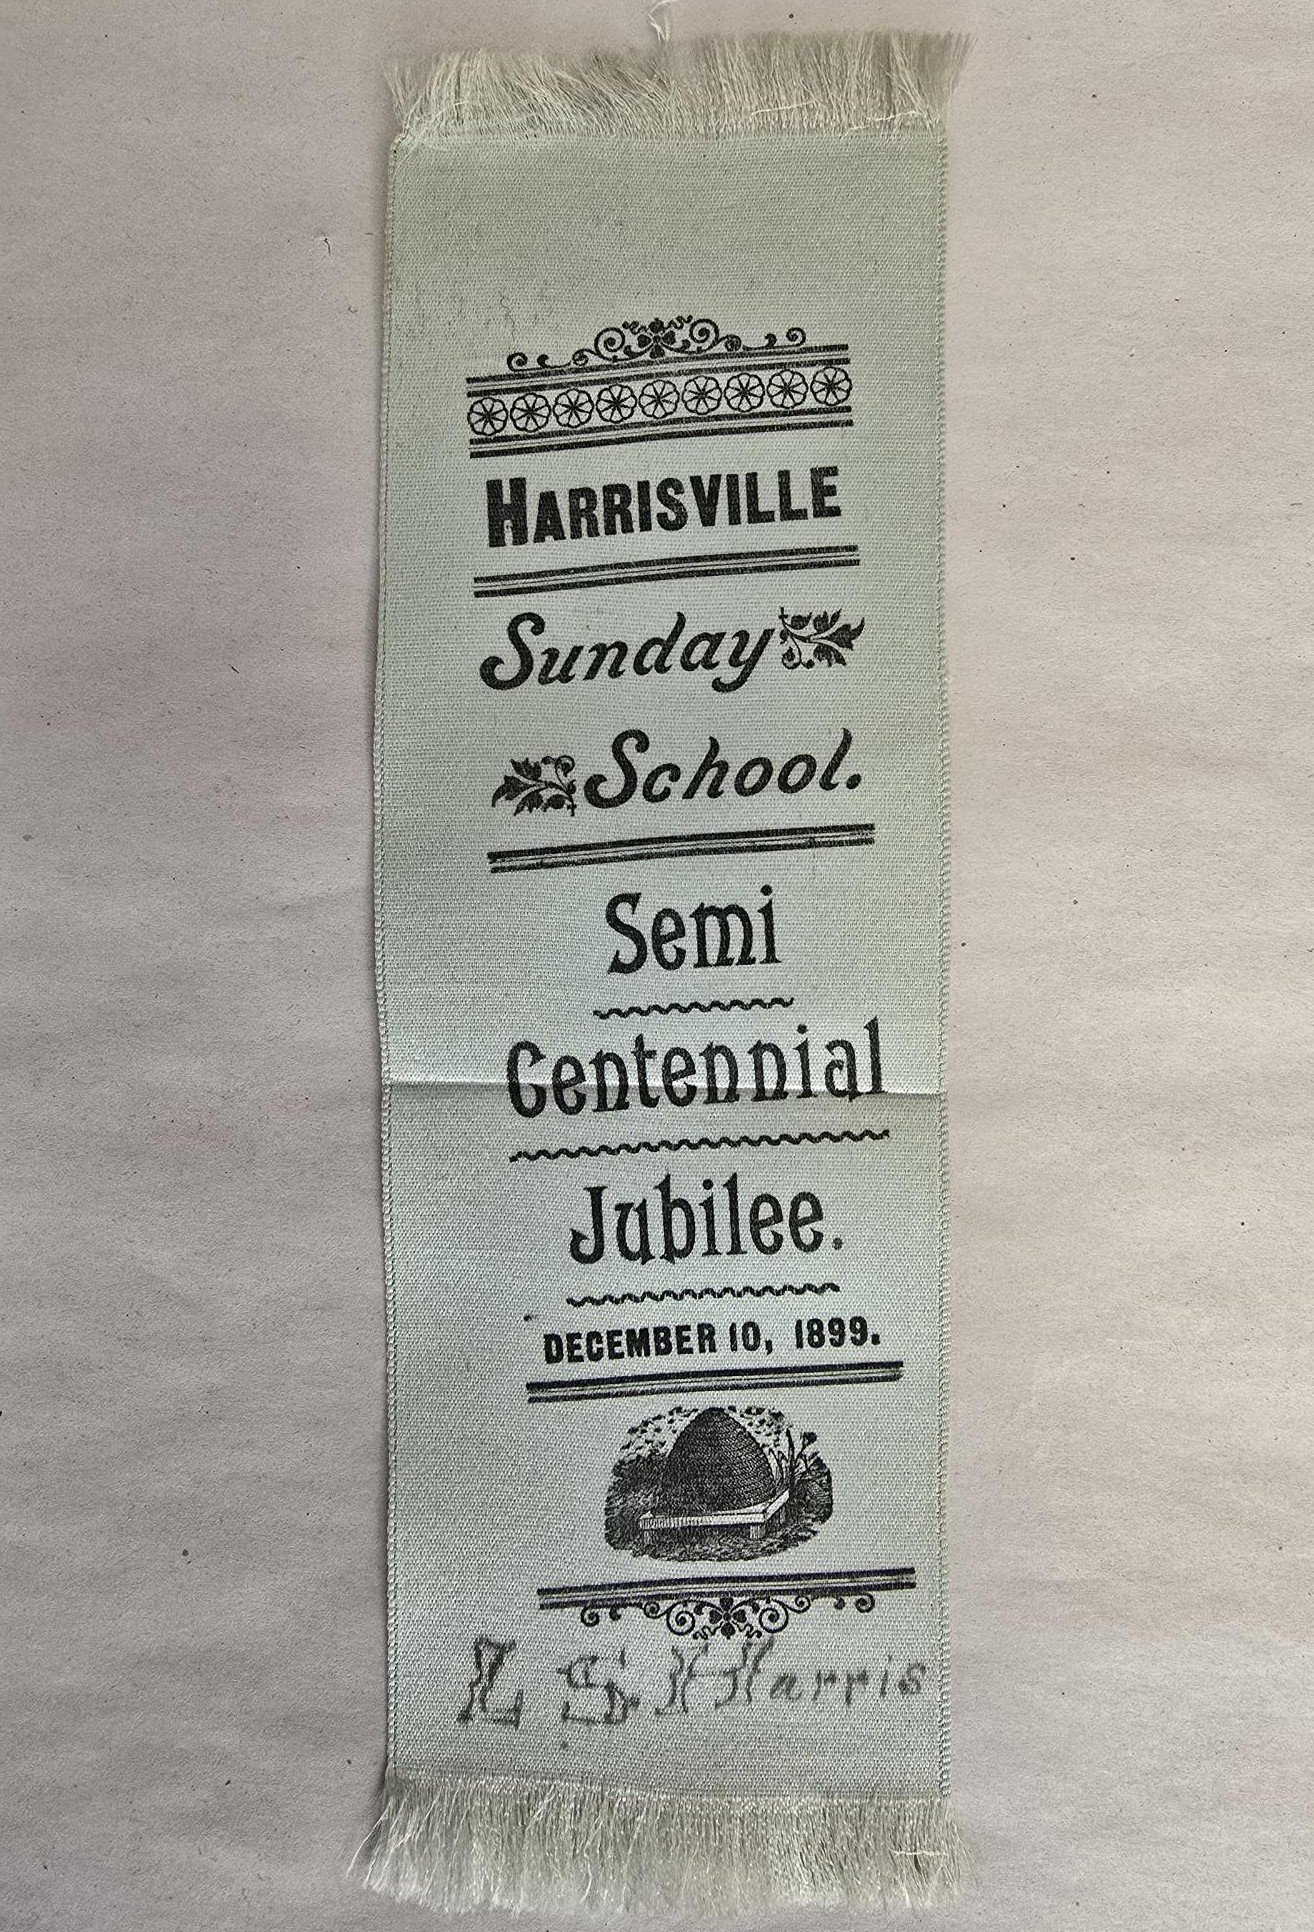 HARRISVILLE
Sunday
School.
Semi
Centennial
Jubilee.
DECEMBER 10, 1899.
L S Harris